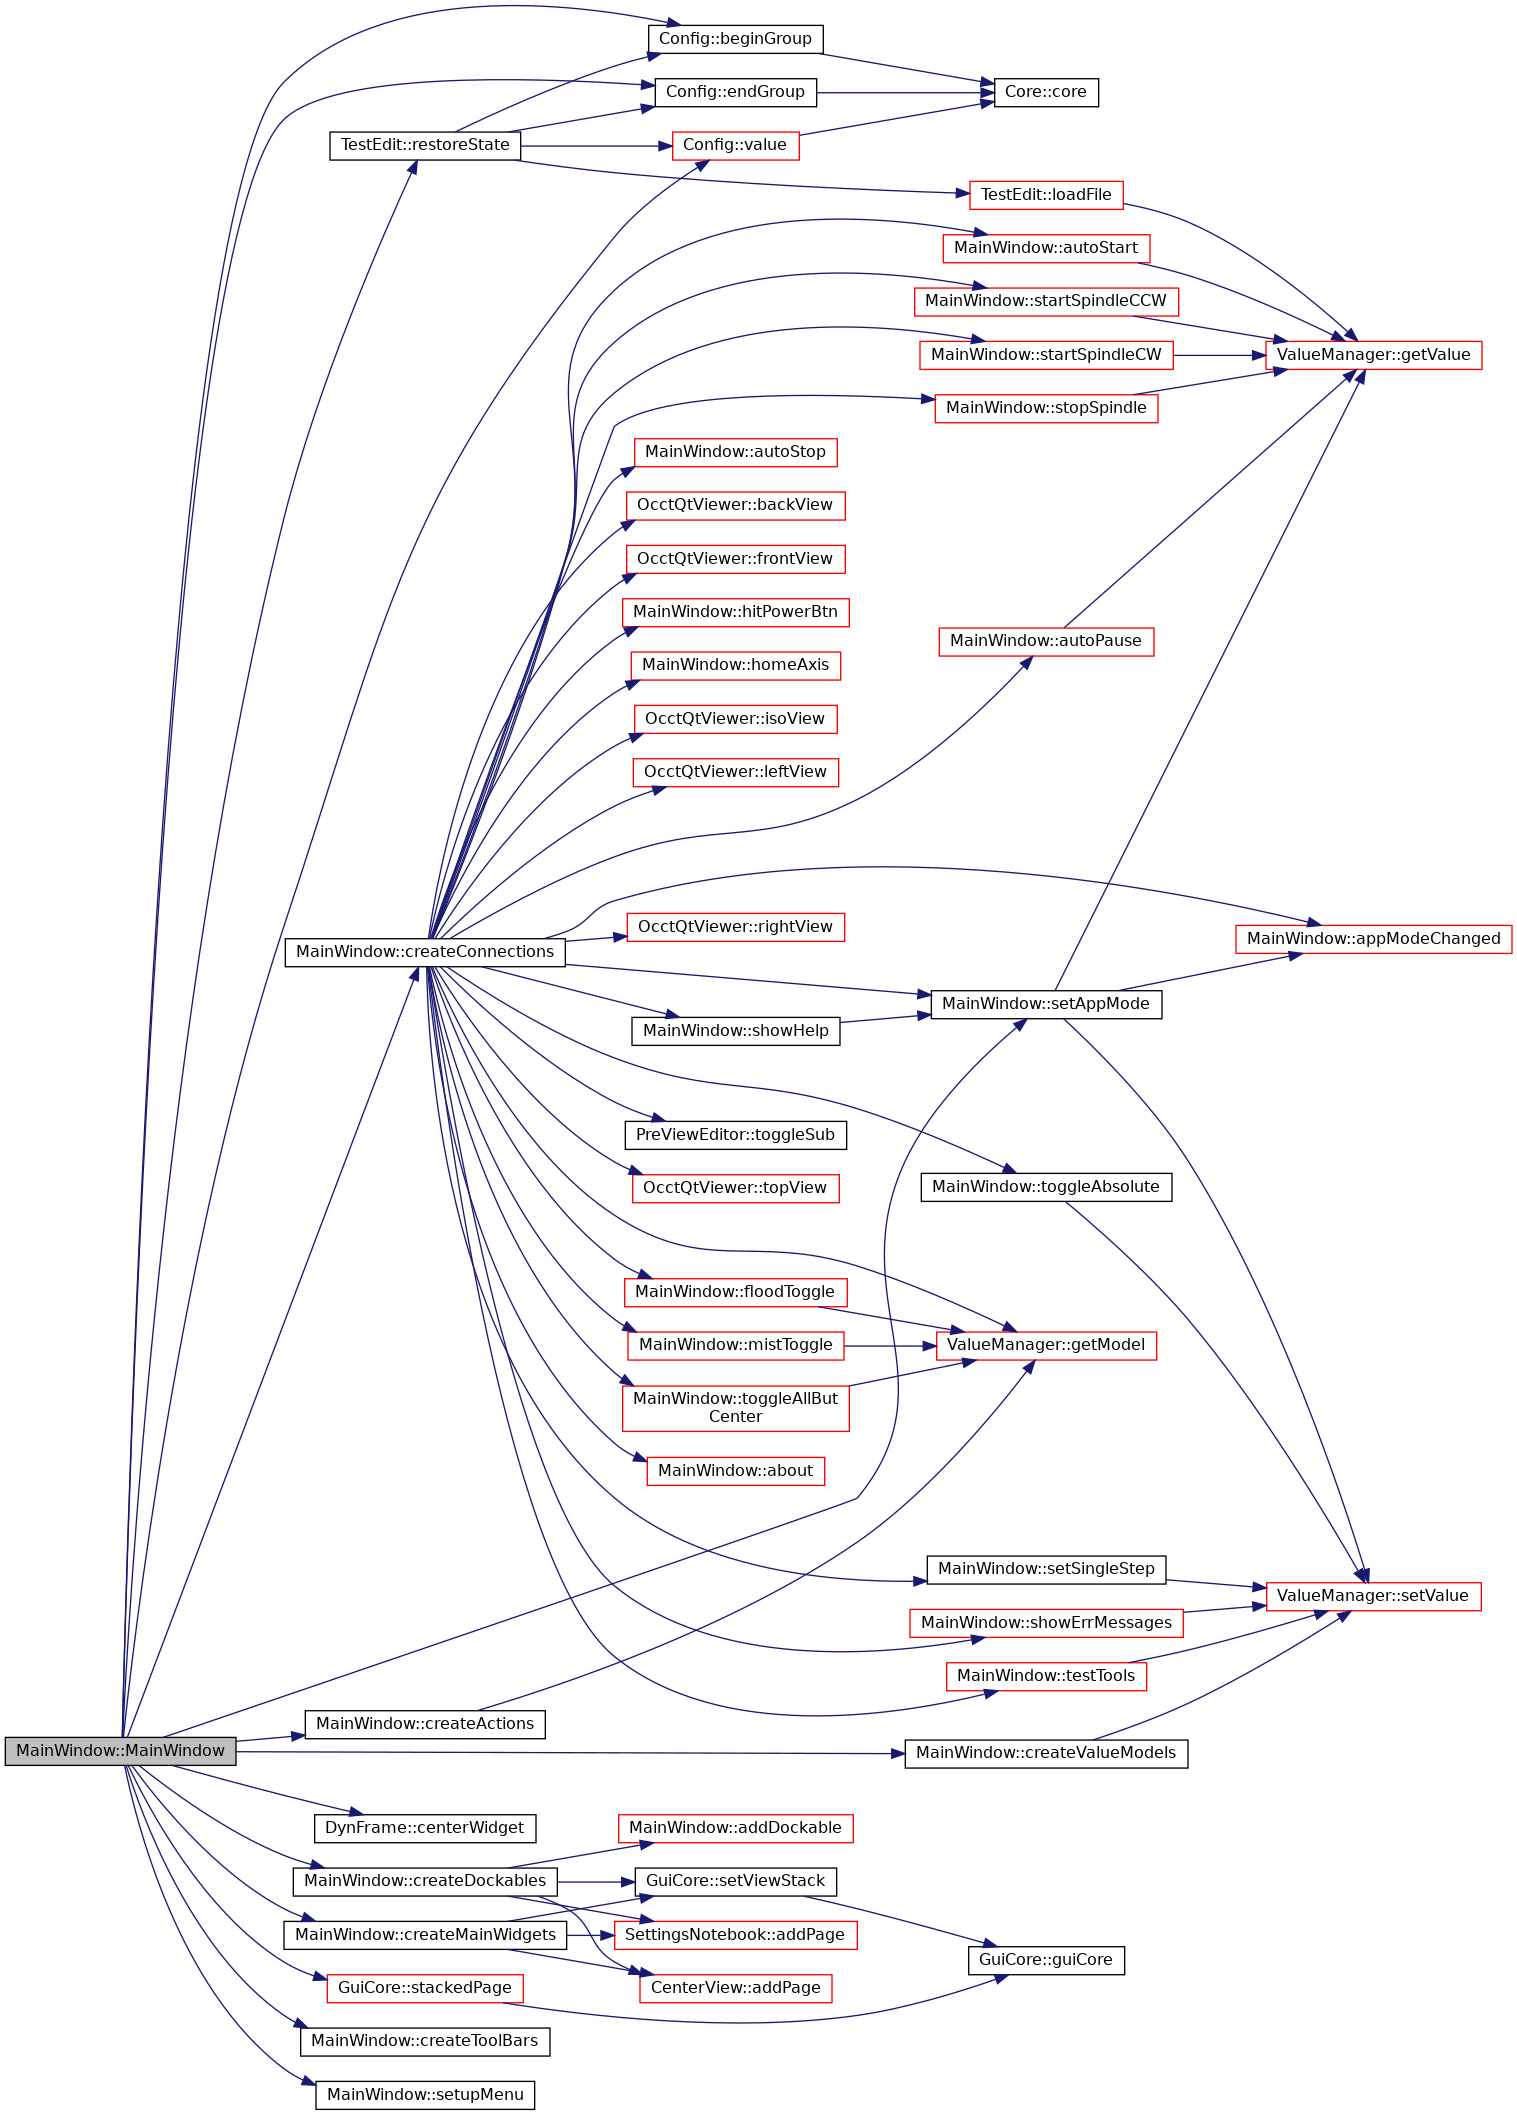 Config::beginGroup
Config::endGroup
Core::core
TestEdit::restoreState
Config::value
TestEdit::loadFile
MainWindow::autoStart
MainWindow::startSpindleCCW
MainWindow::startSpindleCW
ValueManager::getValue
MainWindow::stopSpindle
MainWindow::autoStop
OcctQtViewer::backView
OcctQtViewer::frontView
MainWindow::hitPowerBtn
MainWindow::autoPause
MainWindow::homeAxis
OcctQtViewer::isoView
OcctQtViewer::leftView
OcctQtViewer::rightView
MainWindow::appModeChanged
MainWindow::createConnections
MainWindow::setAppMode
MainWindow::showHelp
PreViewEditor::toggleSub
OcctQtViewer::topView
MainWindow::toggleAbsolute
MainWindow::floodToggle
MainWindow::mistToggle
ValueManager::getModel
MainWindow::toggleAllBut
Center
MainWindow::about
MainWindow::setSingleStep
ValueManager::setValue
MainWindow::showErrMessages
MainWindow::testTools
MainWindow::createActions
MainWindow::MainWindow
MainWindow::createValueModels
DynFrame::centerWidget
MainWindow::addDockable
MainWindow::createDockables
GuiCore::setViewStack
MainWindow::createMainWidgets
SettingsNotebook::addPage
GuiCore::guiCore
GuiCore::stackedPage
CenterView::addPage
MainWindow::createToolBars
MainWindow::setupMenu